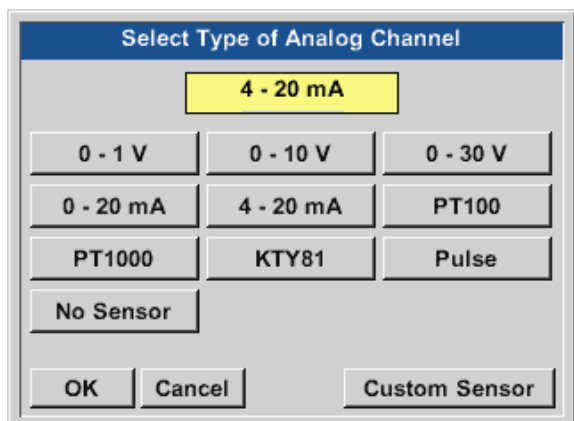 Select Type of Analog Channel
4 - 20 mA
0 - 1 V
0 - 10 V
0 - 30 V
0 - 20 mA
4 - 20 mA
PT100
PT1000
KTY81
Pulse
No Sensor
OK
Cancel
Custom Sensor